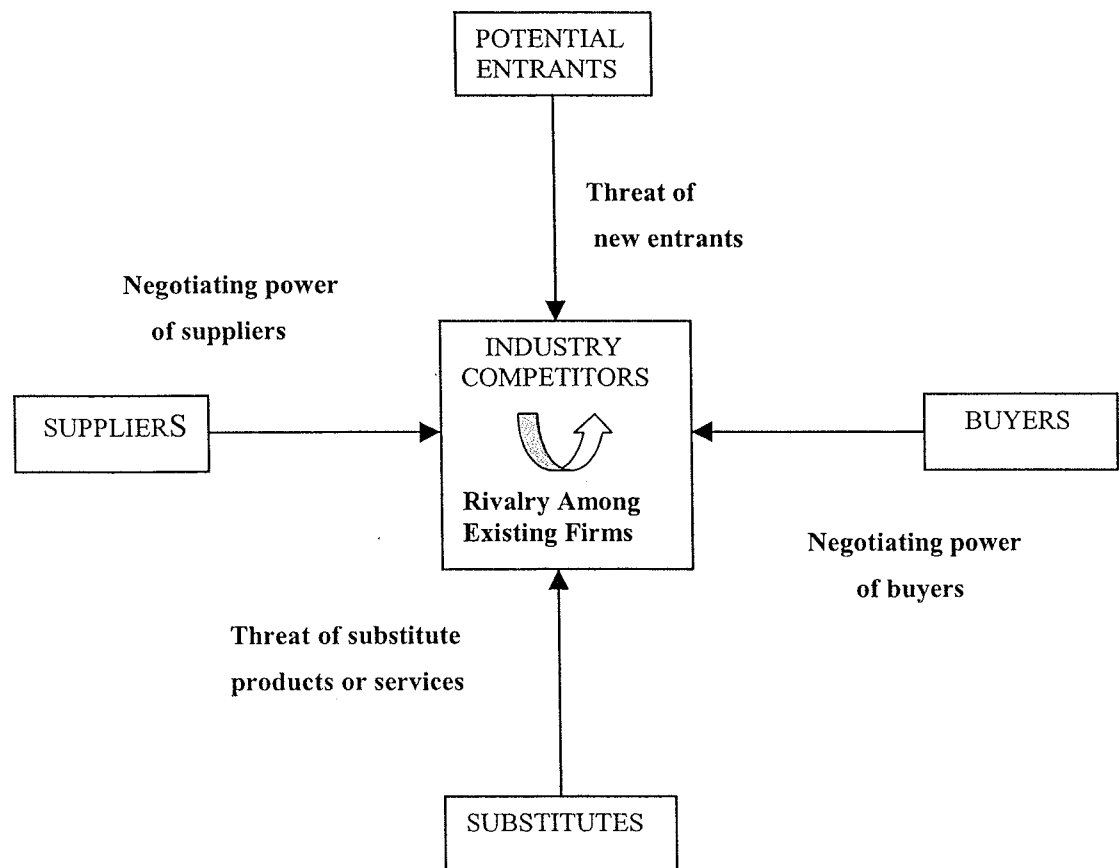 POTENTIAL
ENTRANTS
Threat of
new entrants
Negotiating power
of suppliers
INDUSTRY
COMPETITORS
SUPPLIERS
BUYERS
Rivalry Among
Existing Firms
Negotiating power
of buyers
Threat of substitute
products or services
SUBSTITUTES